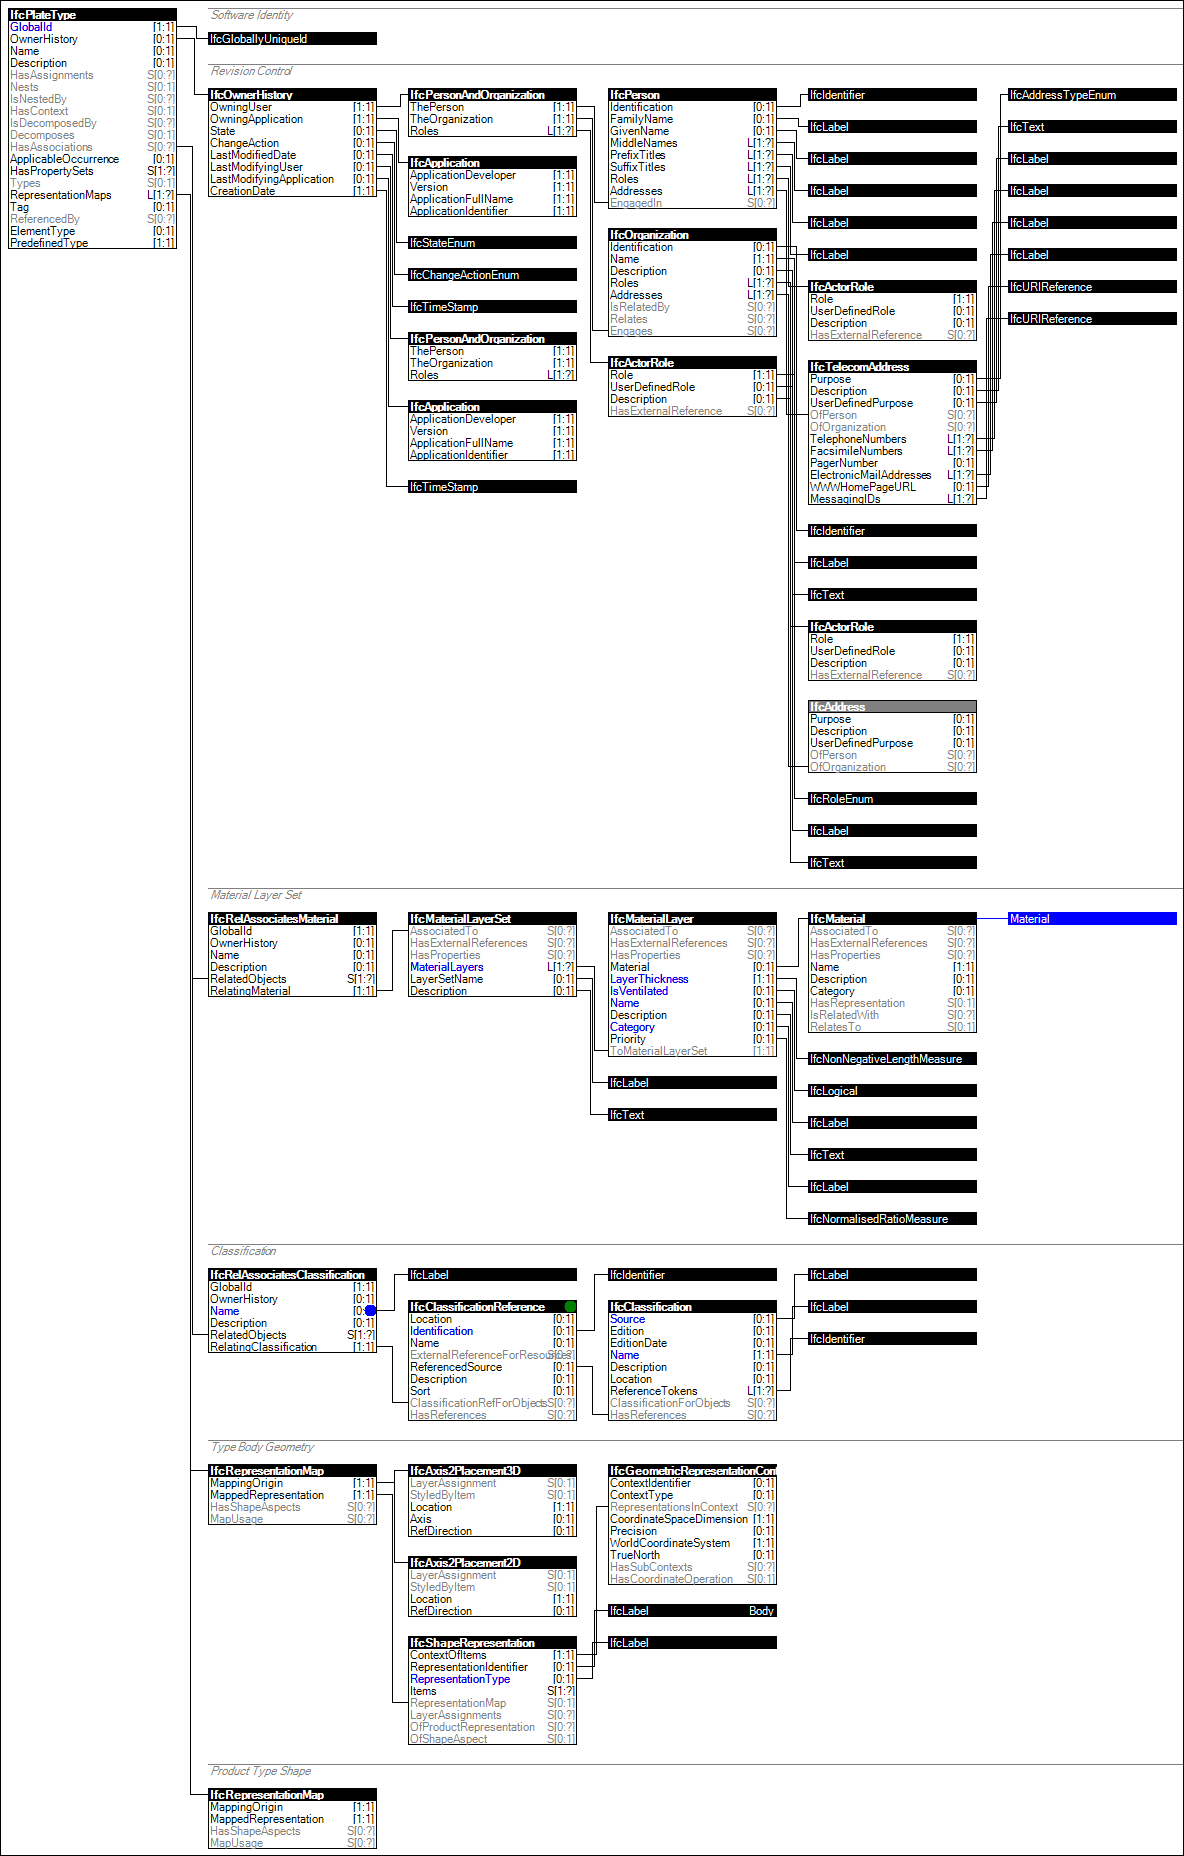 IfcPlateType
GlobalId [1:1]
OwnerHistory [0:1]
Name [0:1]
Description [0:1]
HasAssignments S[0:?]
Nests S[0:1]
IsNestedBy S[0:?]
HasContext S[0:1]
IsDecomposedBy S[0:?]
Decomposes S[0:1]
HasAssociations S[0:?]
ApplicableOccurrence [0:1]
HasPropertySets S[1:?]
Types S[0:1]
RepresentationMaps L[1:?]
Tag [0:1]
ReferencedBy S[0:?]
ElementType [0:1]
PredefinedType [1:1]
Software Identity
IfcGloballyUniqueId
Revision Control
IfcOwnerHistory
OwningUser [1:1]
OwningApplication [1:1]
State [0:1]
ChangeAction [0:1]
LastModifiedDate [0:1]
LastModifyingUser [0:1]
LastModifyingApplication [0:1]
CreationDate [1:1]
IfcPersonAndOrganization
ThePerson [1:1]
TheOrganization [1:1]
Roles L[1:?]
IfcApplication
ApplicationDeveloper [1:1]
Version [1:1]
ApplicationFullName [1:1]
ApplicationIdentifier [1:1]
IfcStateEnum
IfcChangeActionEnum
IfcTimeStamp
IfcPersonAndOrganization
ThePerson [1:1]
TheOrganization [1:1]
Roles L[1:?]
IfcApplication
ApplicationDeveloper [1:1]
Version [1:1]
ApplicationFullName [1:1]
ApplicationIdentifier [1:1]
IfcTimeStamp
IfcPerson
Identification [0:1]
FamilyName [0:1]
GivenName [0:1]
MiddleNames L[1:?]
PrefixTitles L[1:?]
SuffixTitles L[1:?]
Roles L[1:?]
Addresses L[1:?]
EngagedIn S[0:?]
IfcOrganization
Identification [0:1]
Name [1:1]
Description [0:1]
Roles L[1:?]
Addresses L[1:?]
IsRelatedBy S[0:?]
Relates S[0:?]
Engages S[0:?]
IfcActorRole
Role [1:1]
UserDefinedRole [0:1]
Description [0:1]
HasExternalReference S[0:?]
IfcIdentifier
IfcLabel
IfcLabel
IfcLabel
IfcLabel
IfcLabel
IfcActorRole
Role [1:1]
UserDefinedRole [0:1]
Description [0:1]
HasExternalReference S[0:?]
IfcTelecomAddress
Purpose [0:1]
Description [0:1]
UserDefinedPurpose [0:1]
OfPerson S[0:?]
OfOrganization S[0:?]
TelephoneNumbers L[1:?]
FacsimileNumbers L[1:?]
PagerNumber [0:1]
ElectronicMailAddresses L[1:?]
WWWHomePageURL [0:1]
MessagingIDs L[1:?]
IfcIdentifier
IfcLabel
IfcText
IfcActorRole
Role [1:1]
UserDefinedRole [0:1]
Description [0:1]
HasExternalReference S[0:?]
IfcAddress
Purpose [0:1]
Description [0:1]
UserDefinedPurpose [0:1]
OfPerson S[0:?]
OfOrganization S[0:?]
IfcRoleEnum
IfcLabel
IfcText
IfcAddressTypeEnum
IfcText
IfcLabel
IfcLabel
IfcLabel
IfcLabel
IfcURIReference
IfcURIReference
Material Layer Set
IfcRelAssociatesMaterial
GlobalId [1:1]
OwnerHistory [0:1]
Name [0:1]
Description [0:1]
RelatedObjects S[1:?]
RelatingMaterial [1:1]
IfcMaterialLayerSet
AssociatedTo S[0:?]
HasExternalReferences S[0:?]
HasProperties S[0:?]
MaterialLayers L[1:?]
LayerSetName [0:1]
Description [0:1]
IfcMaterialLayer
AssociatedTo S[0:?]
HasExternalReferences S[0:?]
HasProperties S[0:?]
Material [0:1]
LayerThickness [1:1]
IsVentilated [0:1]
Name [0:1]
Description [0:1]
Category [0:1]
Priority [0:1]
ToMaterialLayerSet [1:1]
IfcLabel
IfcText
IfcMaterial
AssociatedTo S[0:?]
HasExternalReferences S[0:?]
HasProperties S[0:?]
Name [1:1]
Description [0:1]
Category [0:1]
HasRepresentation S[0:1]
IsRelatedWith S[0:?]
RelatesTo S[0:1]
IfcNonNegativeLengthMeasure
IfcLogical
IfcLabel
IfcText
IfcLabel
IfcNormalisedRatioMeasure
Material
Classification
IfcRelAssociatesClassification
GlobalId [1:1]
OwnerHistory [0:1]
Name [0:
Description [0:1]
RelatedObjects S[1:?]
RelatingClassification [1:1]
IfcLabel
IfcClassificationReference
Location [0:1]
Identification [0:1]
Name [0:1]
ExternalReferenceForResources S[0:?]
ReferencedSource [0:1]
Description [0:1]
Sort [0:1]
ClassificationRefForObjects S[0:?]
HasReferences S[0:?]
IfcIdentifier
IfcClassification
Source [0:1]
Edition [0:1]
EditionDate [0:1]
Name [1:1]
Description [0:1]
Location [0:1]
ReferenceTokens L[1:?]
ClassificationForObjects S[0:?]
HasReferences S[0:?]
IfcLabel
IfcLabel
IfcIdentifier
Type Body Geometry
IfcRepresentationMap
MappingOrigin [1:1]
MappedRepresentation [1:1]
HasShapeAspects S[0:?]
MapUsage S[0:?]
IfcAxis2Placement3D
LayerAssignment S[0:1]
StyledByItem S[0:1]
Location [1:1]
Axis [0:1]
RefDirection [0:1]
IfcAxis2Placement2D
LayerAssignment S[0:1]
StyledByItem S[0:1]
Location [1:1]
RefDirection [0:1]
IfcShapeRepresentation
ContextOfItems [1:1]
RepresentationIdentifier [0:1]
RepresentationType [0:1]
Items S[1:?]
RepresentationMap S[0:1]
LayerAssignments S[0:?]
OfProductRepresentation S[0:?]
OfShapeAspect S[0:1]
IfcGeometricRepresentationCont
ContextIdentifier [0:1]
ContextType [0:1]
RepresentationsInContext S[0:?]
CoordinateSpaceDimension [1:1]
Precision [0:1]
WorldCoordinateSystem [1:1]
TrueNorth [0:1]
HasSubContexts S[0:?]
HasCoordinateOperation S[0:1]
IfcLabel Body
IfcLabel
Product Type Shape
IfcRepresentationMap
MappingOrigin [1:1]
MappedRepresentation [1:1]
HasShapeAspects S[0:?]
MapUsage S[0:?]